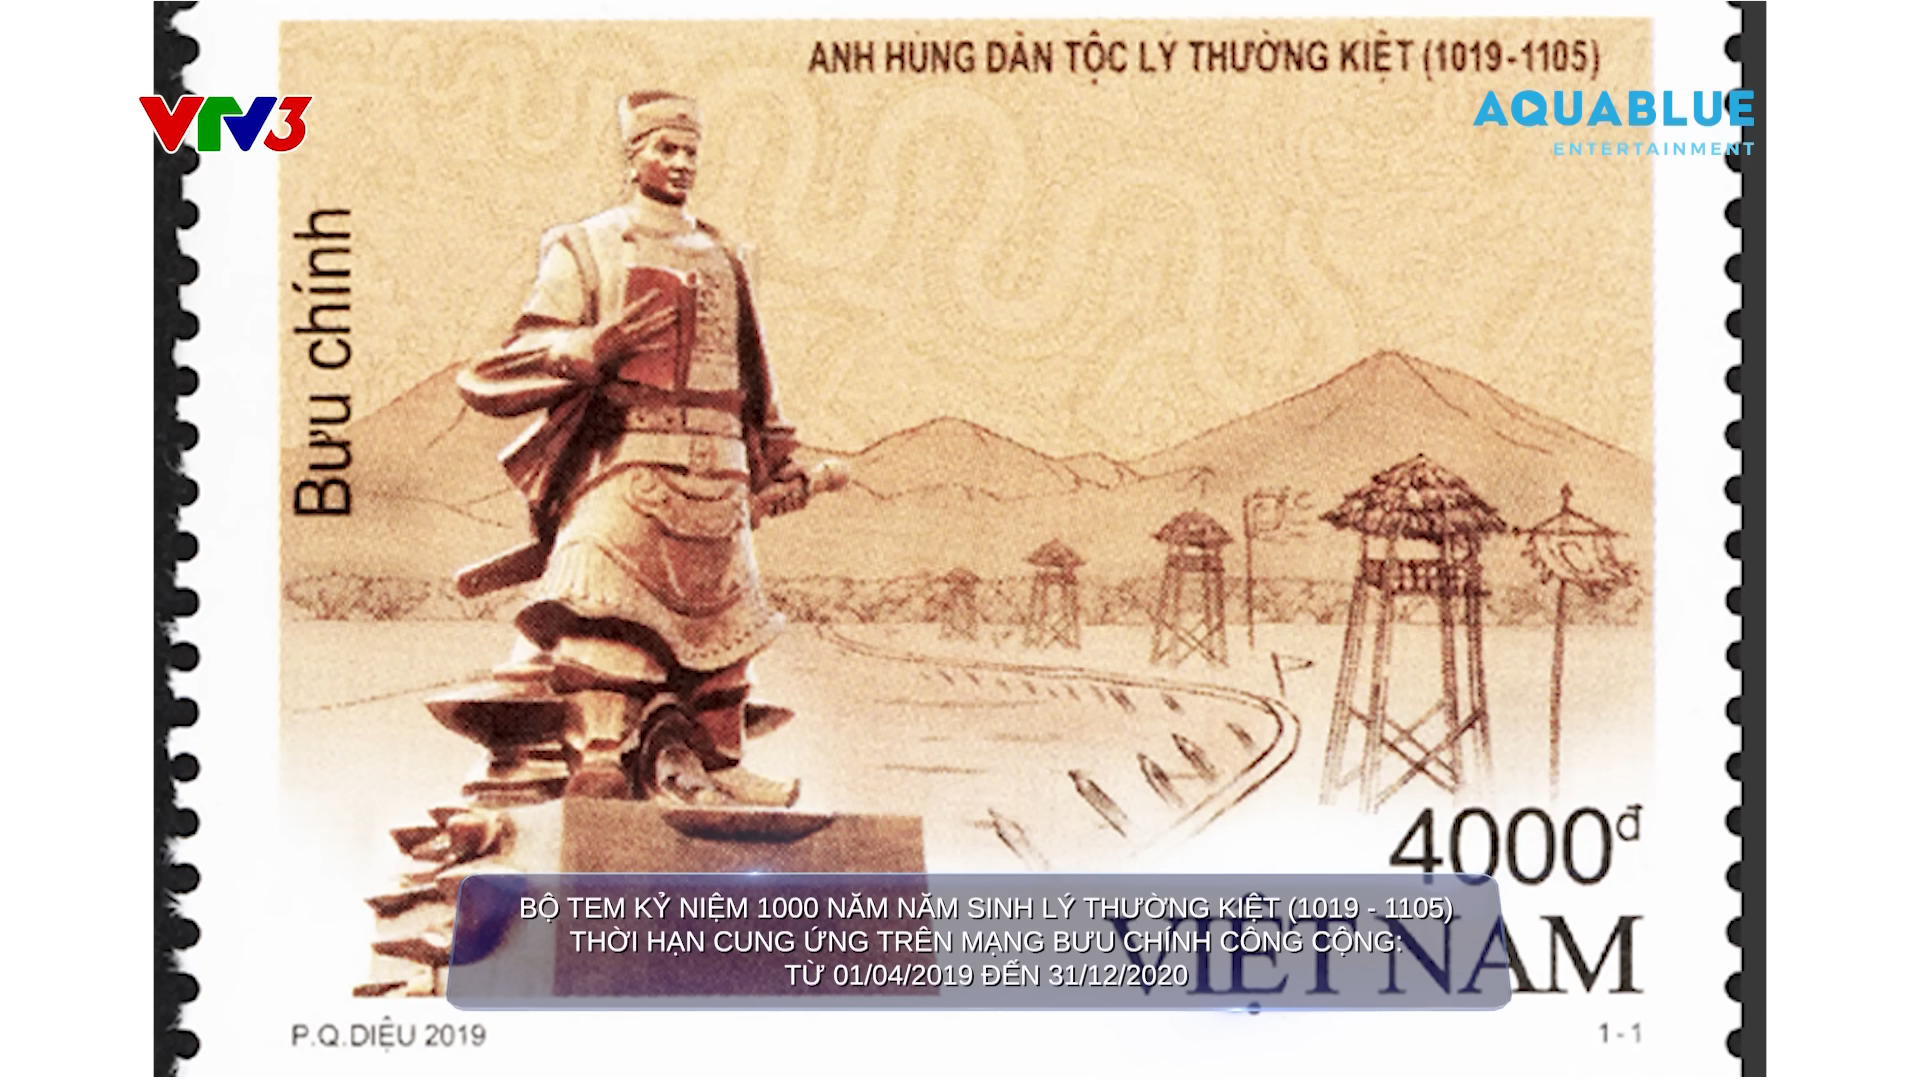 ANH HÙNG DÂN TỘC LÝ THƯỜNG KIỆT (1019-1105)
VTV3
AQUABLUE
ENTERTAINMENT
Bưu chính
4000đ
VIỆT NAM
BỘ TEM KỶ NIỆM 1000 NĂM NĂM SINH LÝ THƯỜNG KIỆT (1019 - 1105)
THỜI HẠN CUNG ỨNG TRÊN MẠNG BƯU CHÍNH CÔNG CỘNG:
TỪ 01/04/2019 ĐẾN 31/12/2020
P.Q.DIỆU 2019
1 - 1